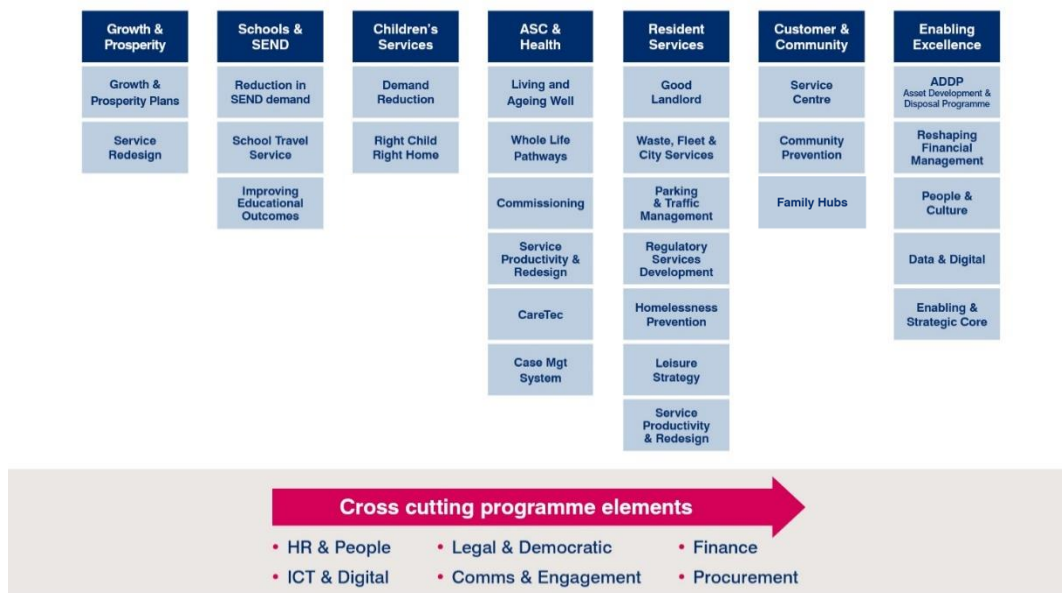 Growth &
Prosperity
Growth &
Prosperity Plans
Service
Redesign
Schools &
SEND
Reduction in
SEND demand
School Travel
Service
Improving
Educational
Outcomes
Children's
Services
Demand
Reduction
Right Child
Right Home
ASC
& Health
Living and
Ageing Well
Whole Life
Pathways
Commissioning
Service
Productivity &
Redesign
CareTec
Case Mgt
System
Resident
Services
Good
Landlord
Waste, Fleet &
City Services
Parking
& Traffic
Management
Regulatory
Services
Development
Homelessness
Prevention
Leisure
Strategy
Service
Productivity
& Redesign
Customer &
Community
Service
Centre
Community
Prevention
Family Hubs
Enabling
Excellence
ADDP
Asset Development &
Disposal Programme
Reshaping
Financial
Management
People &
Culture
Data & Digital
Enabling &
Strategic Core
Cross cutting programme elements
• HR & People
• Legal & Democratic
• Finance
• ICT & Digital
• Comms & Engagement
• Procurement